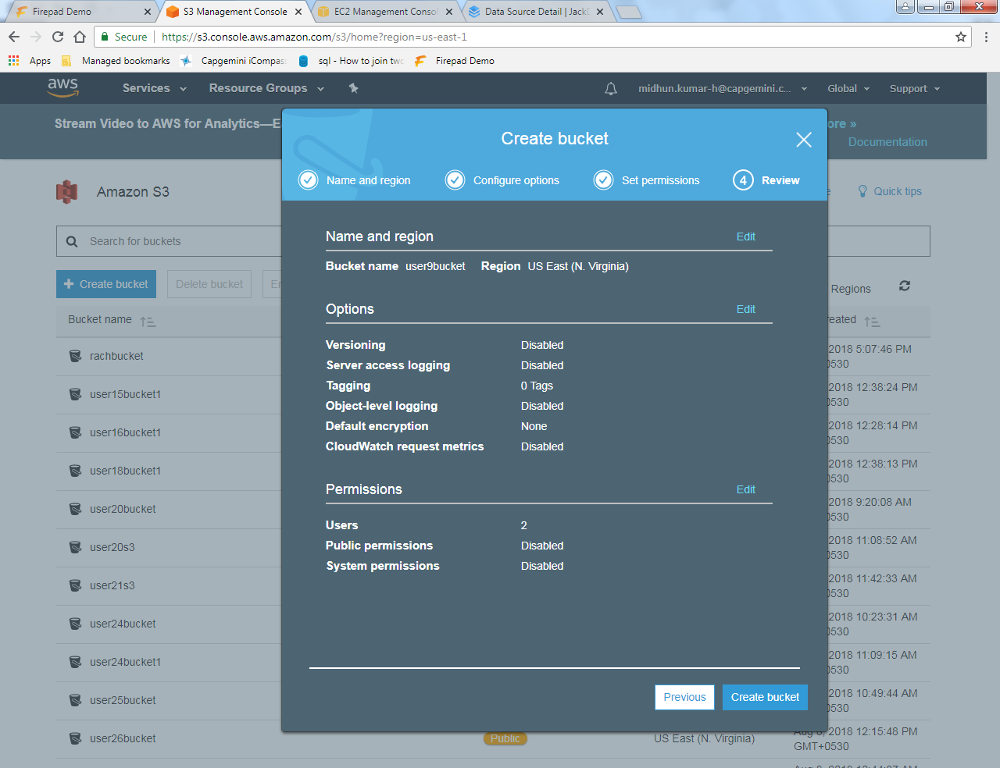 Firepad Demo
S3 Management Console
EC2 Management Consol
Data Source Detail | Jack
Secure
https://s3.console.aws.amazon.com/s3/home?region=us-east-1
Apps
Managed bookmarks
Capgemini iCompas
sql - How to join two
Firepad Demo
aws
Services
Resource Groups
midhun.kumar-h@capgemini.c...
Global
Support
Stream Video to AWS for Analytics—E
ore »
Documentation
Amazon S3
Quick tips
Search for buckets
Create bucket
Delete bucket
Regions
Bucket name
eated
rachbucket
2018 5:07:46 PM
0530
user15bucket1
2018 12:38:24 PM
0530
user16bucket1
2018 12:28:14 PM
0530
user18bucket1
2018 12:38:13 PM
0530
user20bucket
2018 9:20:08 AM
0530
user20s3
2018 11:08:52 AM
0530
user21s3
2018 11:42:33 AM
0530
user24bucket
2018 10:23:31 AM
0530
user24bucket1
2018 11:09:15 AM
0530
user25bucket
2018 10:49:44 AM
0530
user26bucket
Public
US East (N. Virginia)
2018 12:15:48 PM
GMT+0530
Create bucket
Name and region
Configure options
Set permissions
4 Review
Name and region
Edit
Bucket name user9bucket Region US East (N. Virginia)
Options
Edit
Versioning Disabled
Server access logging Disabled
Tagging 0 Tags
Object-level logging Disabled
Default encryption None
CloudWatch request metrics Disabled
Permissions
Edit
Users 2
Public permissions Disabled
System permissions Disabled
Previous
Create bucket